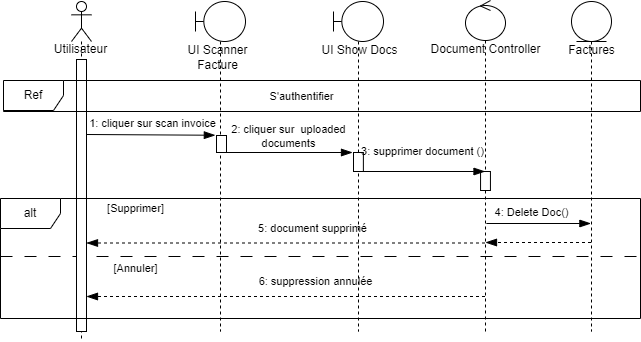 Utilisateur
UI Scanner
Facture
UI Show Docs
Document Controller
Factures
Ref
S'authentifier
1: cliquer sur scan invoice
2: cliquer sur uploaded
documents
3: supprimer document ()
alt
[Supprimer]
4: Delete Doc()
5: document supprimé
[Annuler]
6: suppression annulée